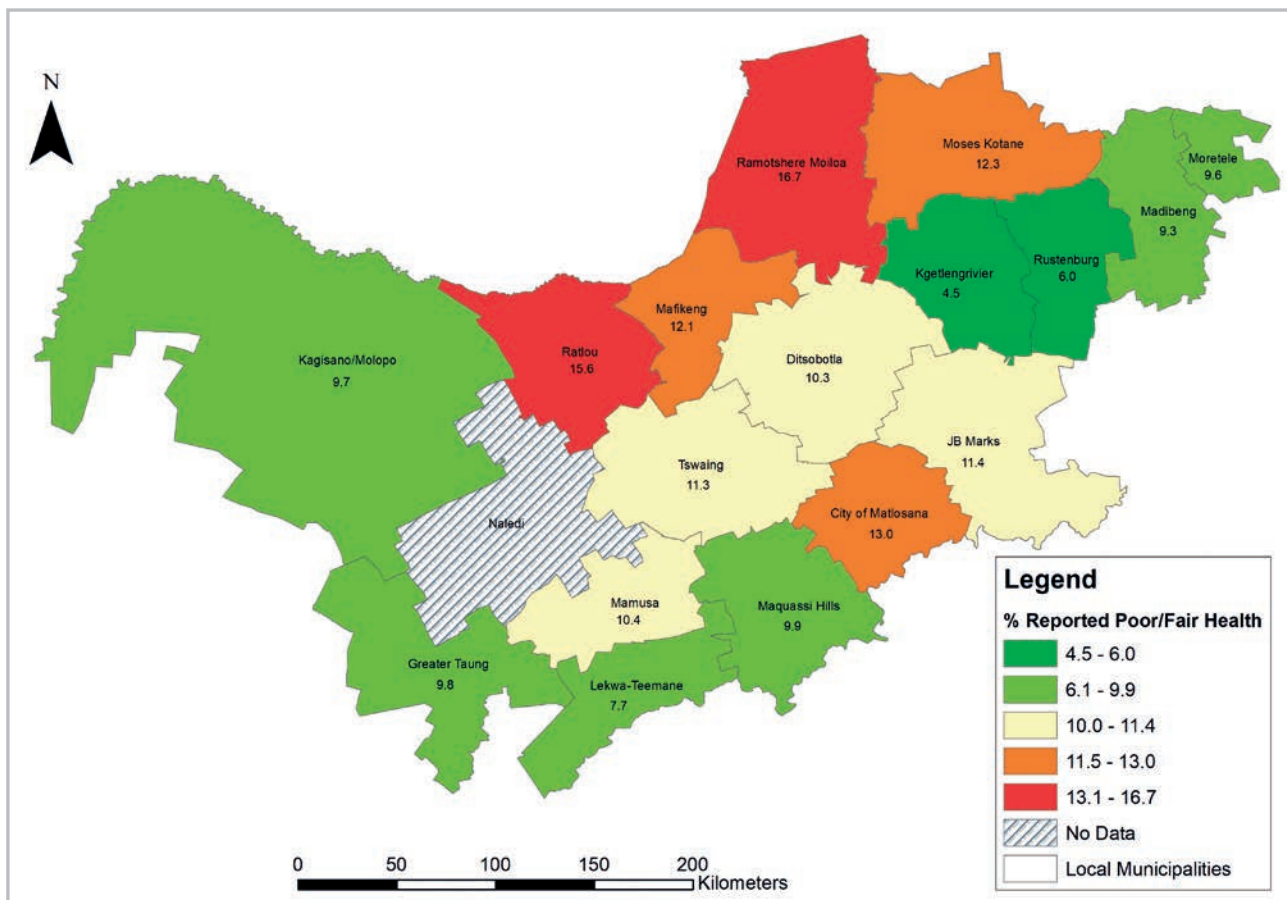 N
Ramotshere Moiloa
16.7
Moses Kotane
12.3
Moretele
9.6
Madibeng
9.3
Kgetlengrivier
4.5
Rustenburg
6.0
Mafikeng
12.1
Ratlou
15.6
Kagisano/Molopo
9.7
Ditsobotla
10.3
JB Marks
11.4
Tswaing
11.3
City of Matlosana
13.0
Naledi
Mamusa
10.4
Maquassi Hills
9.9
Greater Taung
9.8
Lekwa-Teemane
7.7
Legend
% Reported Poor/Fair Health
4.5 - 6.0
6.1 - 9.9
10.0 - 11.4
11.5 - 13.0
13.1 - 16.7
No Data
Local Municipalities
0 50 100 150 200
Kilometers